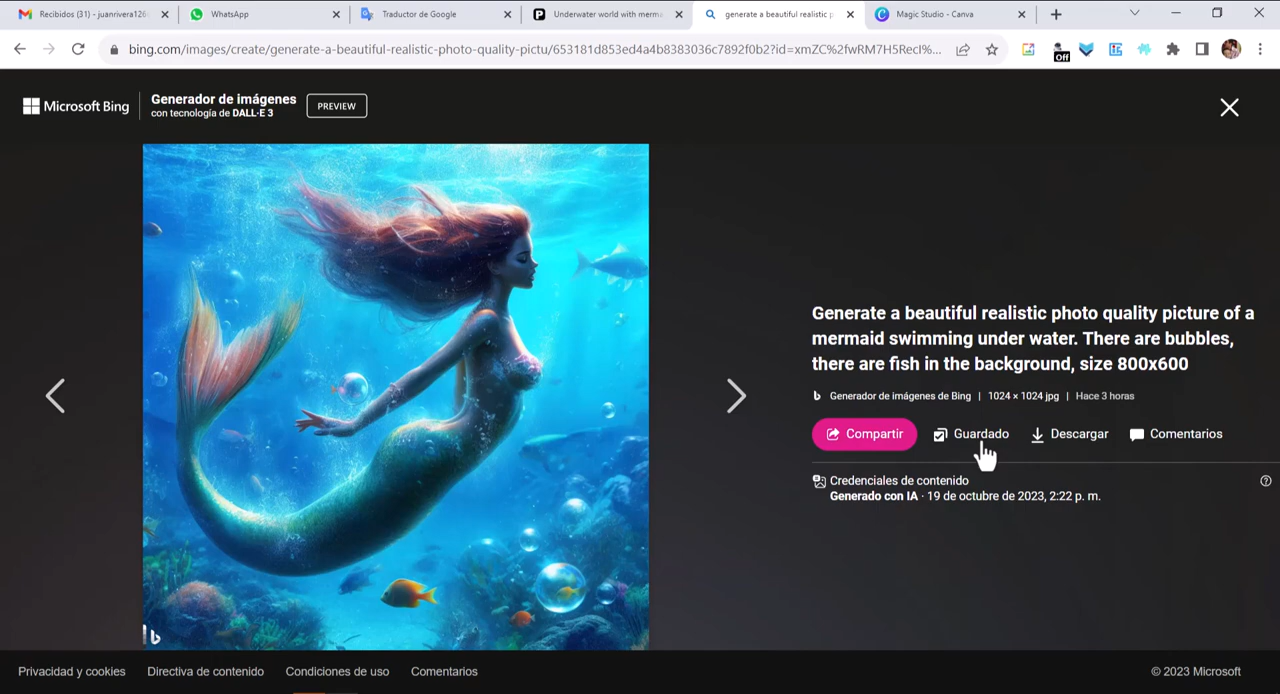 Recibidos (31) - juanrivera126
WhatsApp
Traductor de Google
Underwater world with merma
generate a beautiful realistic p
Magic Studio - Canva
bing.com/images/create/generate-a-beautiful-realistic-photo-quality-pictu/653181d853ed4a4b8383036c7892f0b2?id=xmZC%2fwRM7H5RecI%...
Off
Microsoft Bing
Generador de imágenes
con tecnología de DALL·E 3
PREVIEW
Generate a beautiful realistic photo quality picture of a
mermaid swimming under water. There are bubbles,
there are fish in the background, size 800x600
Generador de imágenes de Bing | 1024 × 1024 jpg | Hace 3 horas
Compartir
Guardado
Descargar
Comentarios
Credenciales de contenido
Generado con IA · 19 de octubre de 2023, 2:22 p. m.
Privacidad y cookies
Directiva de contenido
Condiciones de uso
Comentarios
© 2023 Microsoft